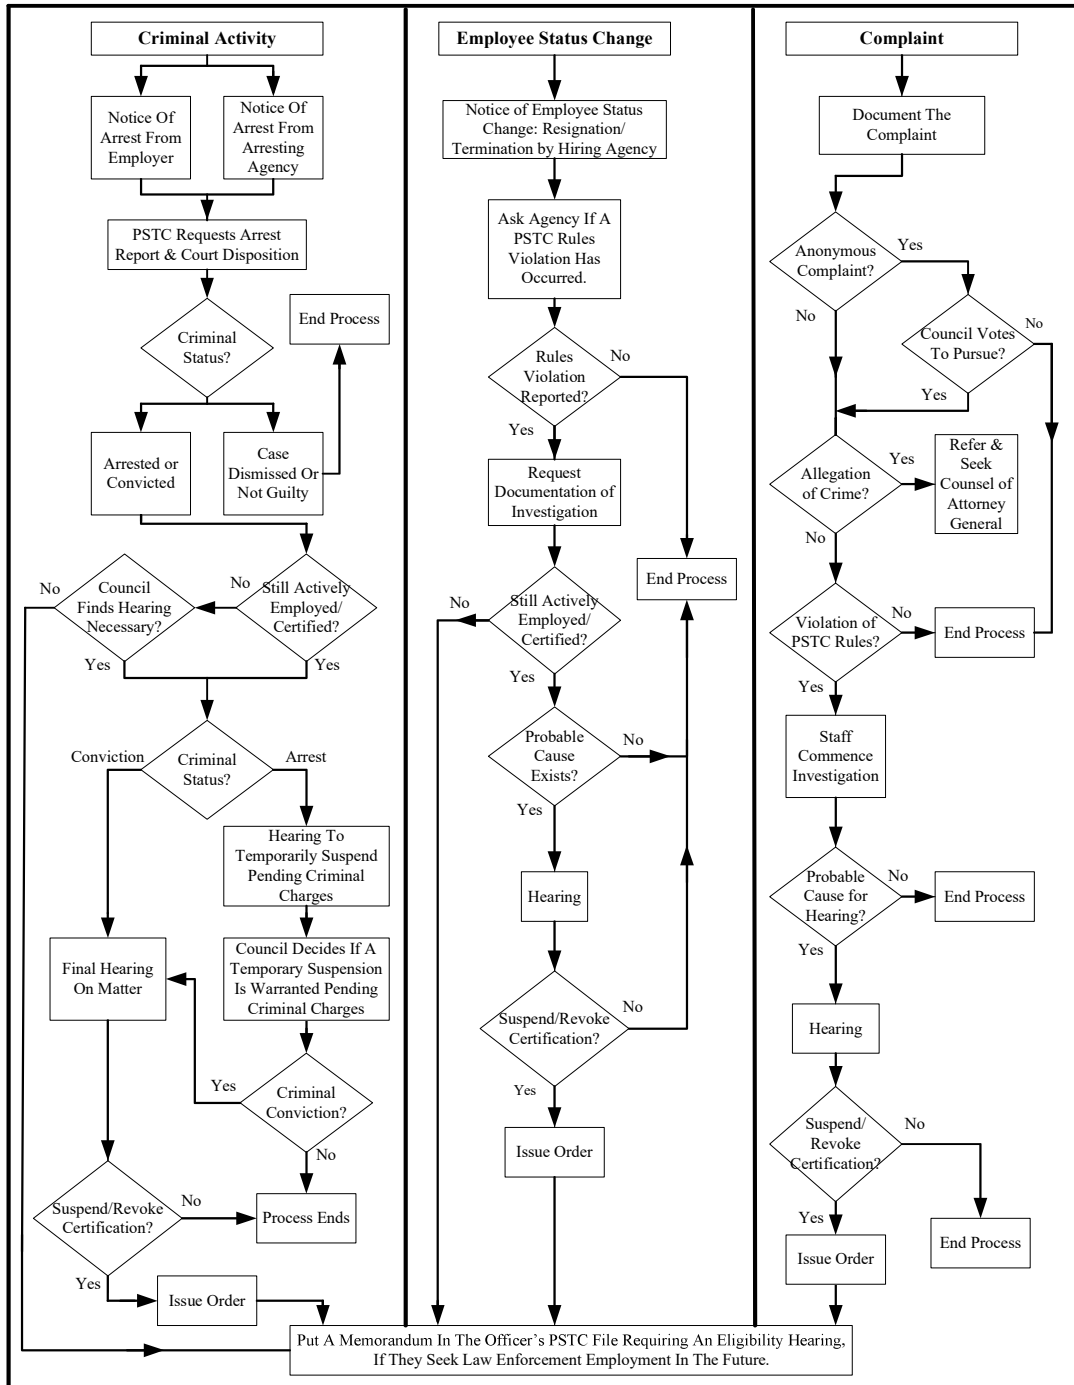 Criminal Activity
Notice Of
Arrest From
Employer
Notice Of
Arrest From
Arresting
Agency
PSTC Requests Arrest
Report & Court Disposition
Criminal
Status?
End Process
Arrested or
Convicted
Case
Dismissed Or
Not Guilty
No
Council
Finds Hearing
Necessary?
No
Still Actively
Employed/
Certified?
Yes
Yes
Conviction
Criminal
Status?
Arrest
Hearing To
Temporarily Suspend
Pending Criminal
Charges
Final Hearing
On Matter
Council Decides If A
Temporary Suspension
Is Warranted Pending
Criminal Charges
Yes
Criminal
Conviction?
No
Suspend/Revoke
Certification?
No
Process Ends
Yes
Issue Order
Employee Status Change
Notice of Employee Status
Change: Resignation/
Termination by Hiring Agency
Ask Agency If A
PSTC Rules
Violation Has
Occurred.
Rules
Violation
Reported?
No
Yes
Request
Documentation of
Investigation
End Process
No
Still Actively
Employed/
Certified?
Yes
Probable
Cause
Exists?
No
Yes
Hearing
Suspend/Revoke
Certification?
No
Yes
Issue Order
Complaint
Document The
Complaint
Anonymous
Complaint?
Yes
No
Council Votes
To Pursue?
No
Yes
Allegation
of Crime?
Yes
Refer &
Seek
Counsel of
Attorney
General
No
Violation of
PSTC Rules?
No
End Process
Yes
Staff
Commence
Investigation
Probable
Cause for
Hearing?
No
End Process
Yes
Hearing
Suspend/
Revoke
Certification?
No
Yes
End Process
Issue Order
Put A Memorandum In The Officer's PSTC File Requiring An Eligibility Hearing,
If They Seek Law Enforcement Employment In The Future.